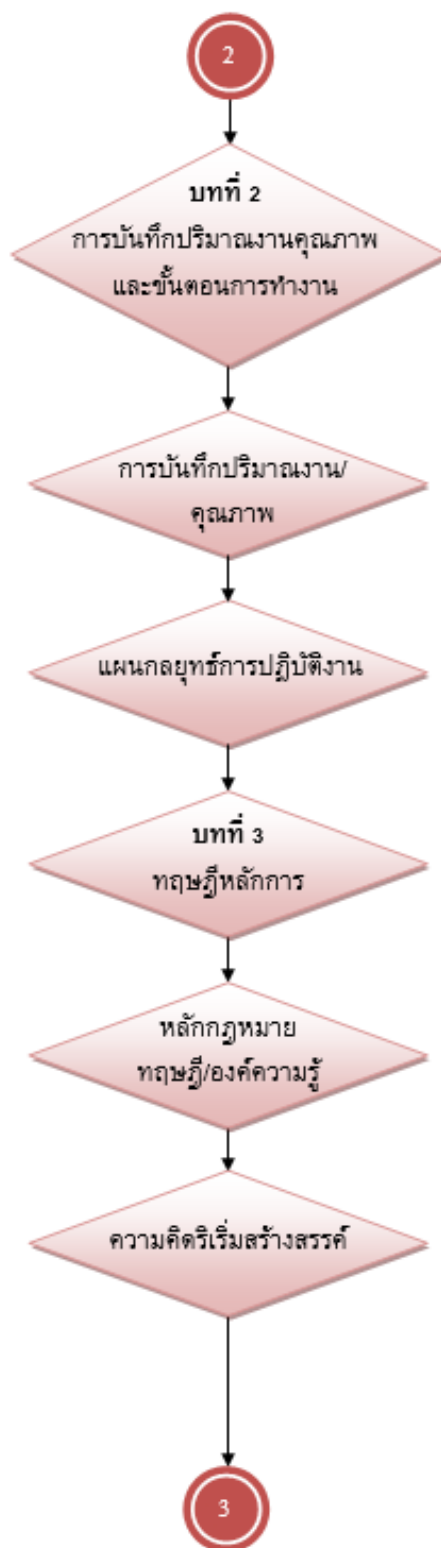 2
บทที่ 2
การบันทึกปริมาณงานคุณภาพ
และขั้นตอนการทำงาน
การบันทึกปริมาณงาน/
คุณภาพ
แผนกลยุทธ์การปฏิบัติงาน
บทที่ 3
ทฤษฎีหลักการ
หลักกฎหมาย
ทฤษฎี/องค์ความรู้
ความคิดริเริ่มสร้างสรรค์
3